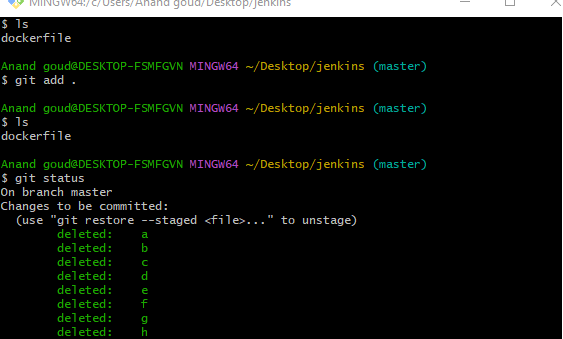 MINGW64:/c/Users/Anand goud/Desktop/jenkins
$ ls
dockerfile
Anand goud@DESKTOP-FSMFGVN MINGW64 ~/Desktop/jenkins (master)
$ git add .
Anand goud@DESKTOP-FSMFGVN MINGW64 ~/Desktop/jenkins (master)
$ ls
dockerfile
Anand goud@DESKTOP-FSMFGVN MINGW64 ~/Desktop/jenkins (master)
$ git status
On branch master
Changes to be committed:
  (use "git restore --staged <file>..." to unstage)
        deleted:    a
        deleted:    b
        deleted:    c
        deleted:    d
        deleted:    e
        deleted:    f
        deleted:    g
        deleted:    h